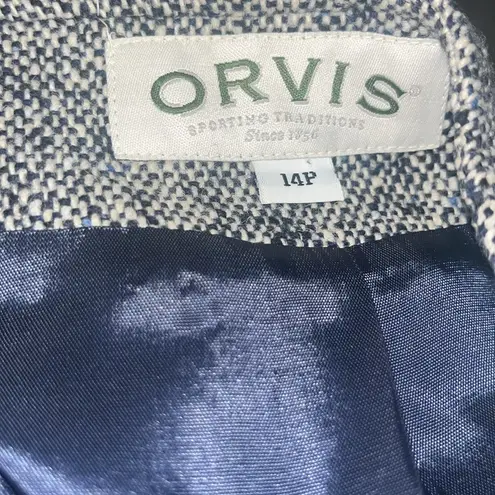 ORVIS®
SPORTING TRADITIONS
Since 1856
14P